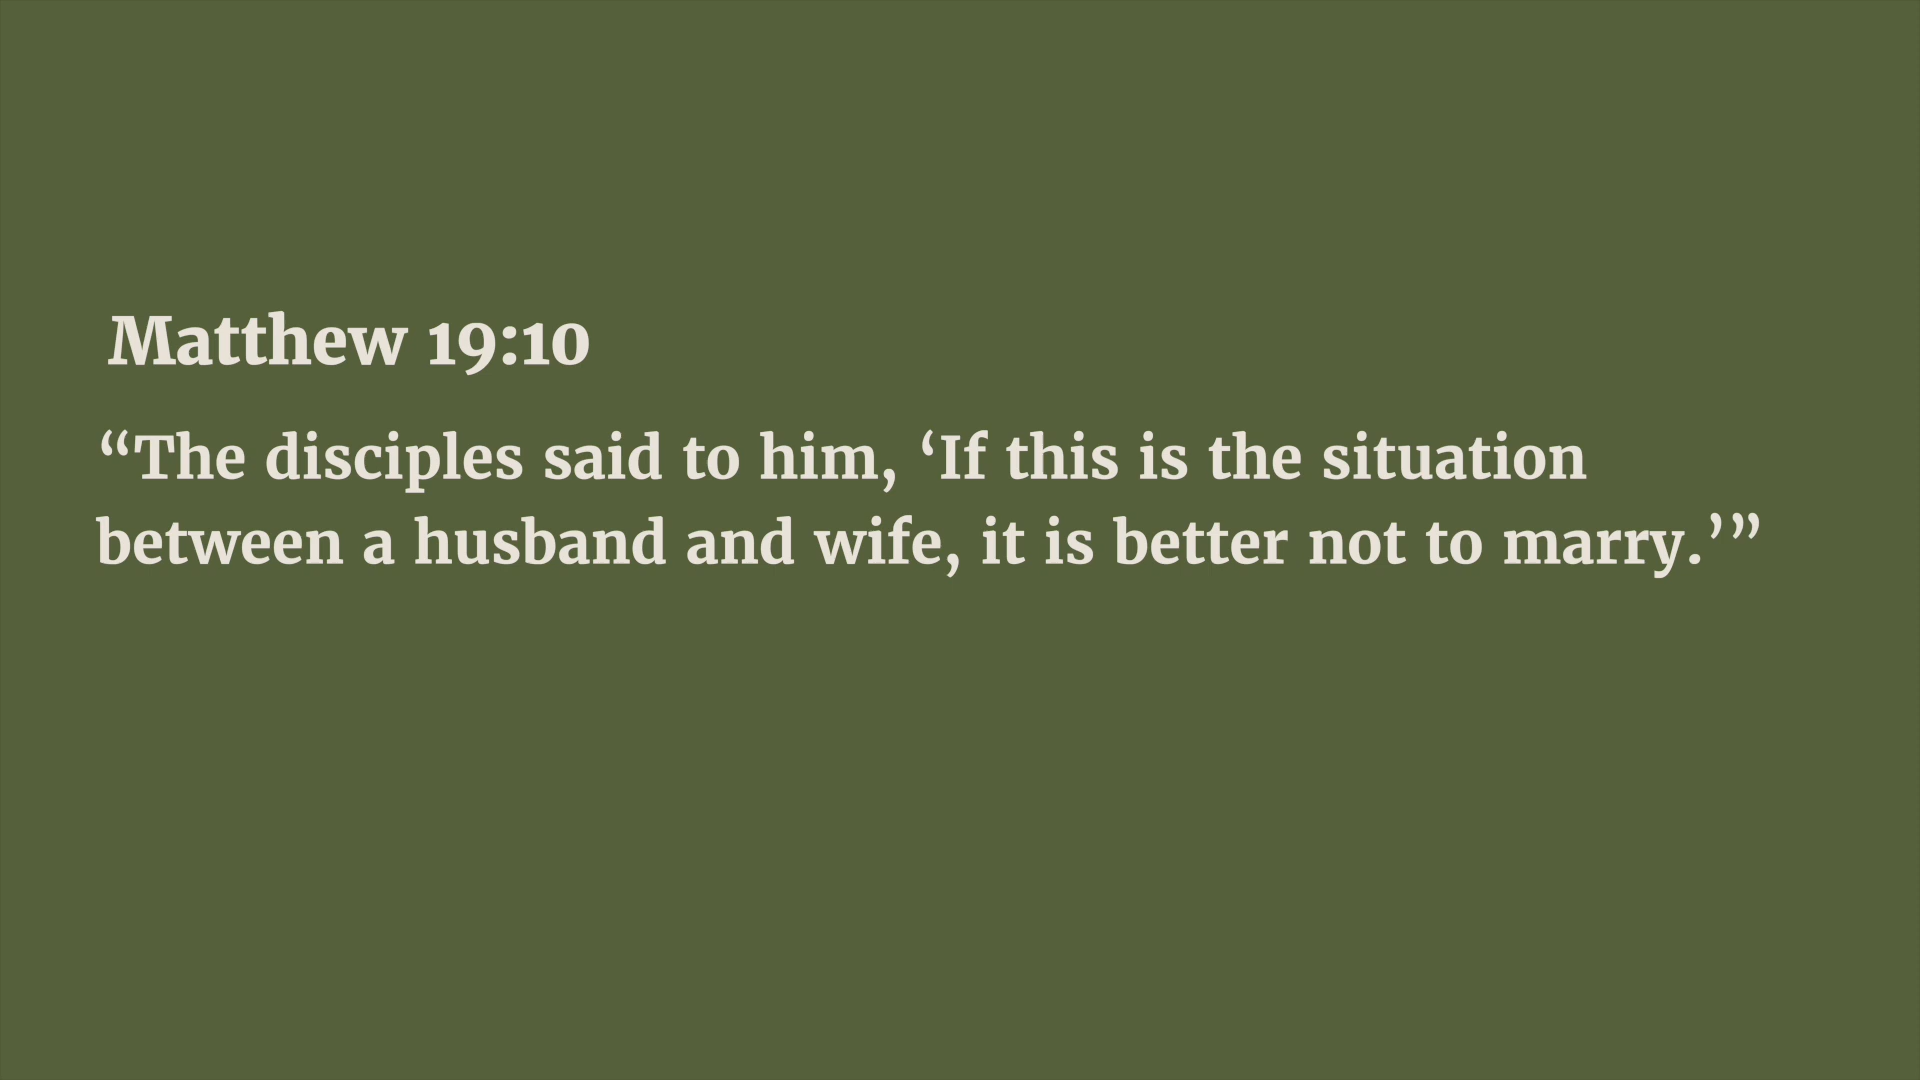 Matthew 19:10
“The disciples said to him, ‘If this is the situation
between a husband and wife, it is better not to marry.’”